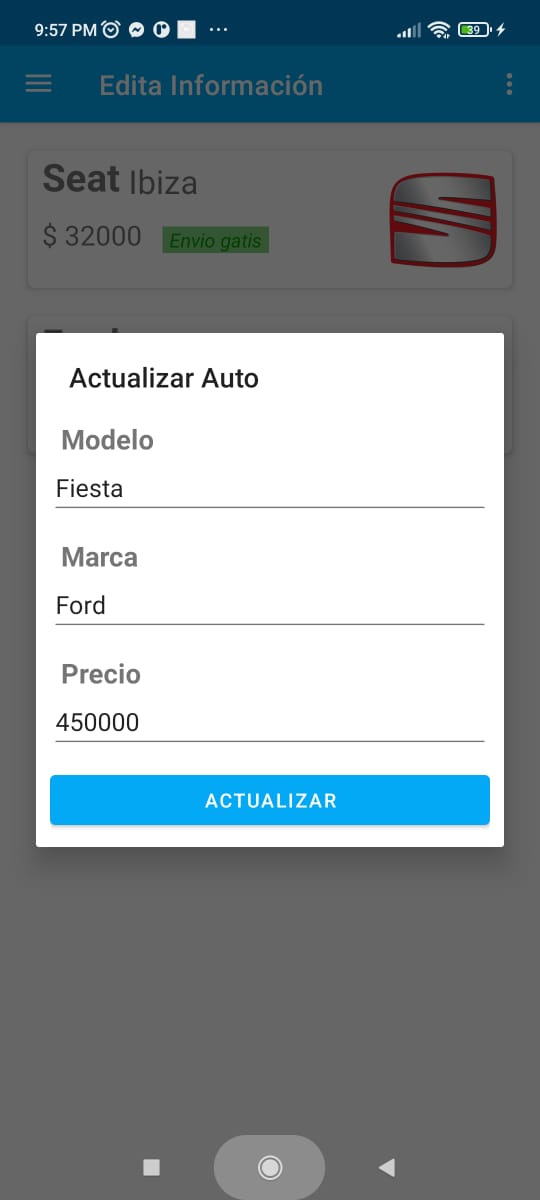 9:57 PM
39
Edita Información
Seat Ibiza
$ 32000 Envio gatis
Actualizar Auto
Modelo
Fiesta
Marca
Ford
Precio
450000
ACTUALIZAR